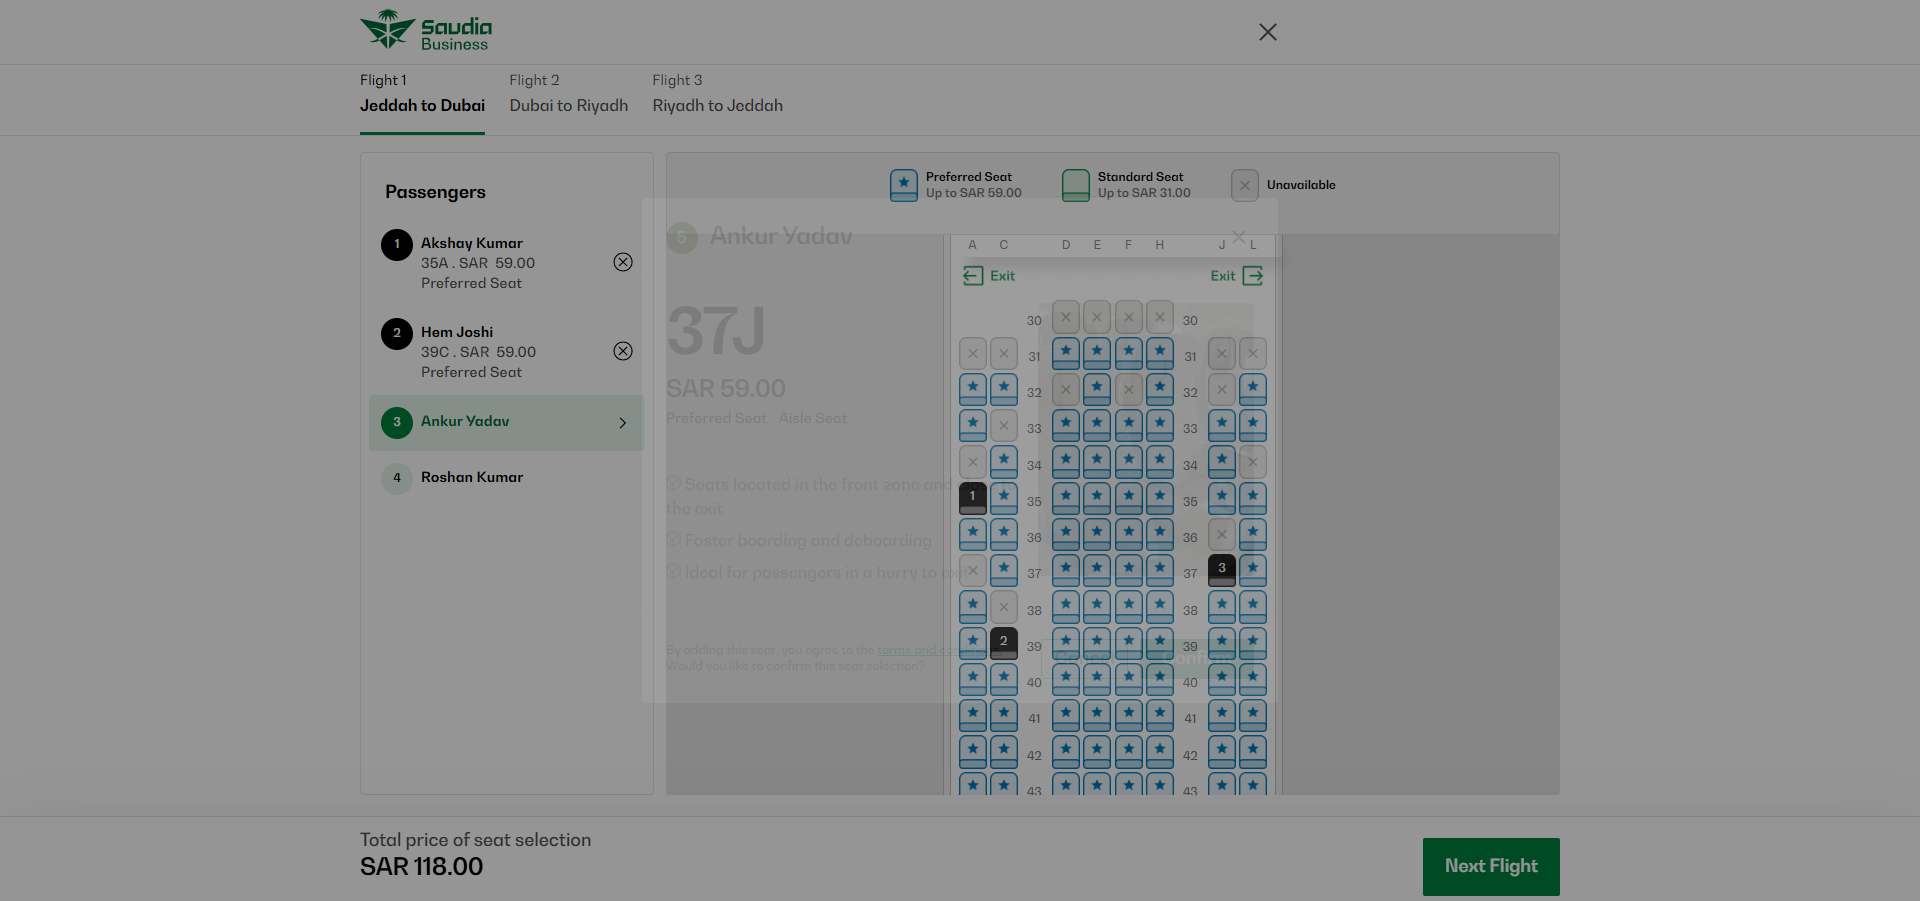 Saudia
Business
Flight 1
Jeddah to Dubai
Flight 2
Dubai to Riyadh
Flight 3
Riyadh to Jeddah
Passengers
1
Akshay Kumar
35A . SAR 59.00
Preferred Seat
2
Hem Joshi
39C . SAR 59.00
Preferred Seat
3
Ankur Yadav
4
Roshan Kumar
Preferred Seat
Up to SAR 59.00
Standard Seat
Up to SAR 31.00
Unavailable
5
Ankur Yadav
37J
SAR 59.00
Preferred Seat · Aisle Seat
Seats located in the front zone and
the exit
Faster boarding and deboarding
Ideal for passengers in a hurry to exit
By adding this seat, you agree to the terms and
Would you like to confirm this seat selection?
Cancel
Confirm
A C D E F H J L
Exit Exit
30 30
31 31
32 32
33 33
34 34
1 35 35
36 36
37 37 3
38 38
2 39 39
40 40
41 41
42 42
43 43
Total price of seat selection
SAR 118.00
Next Flight